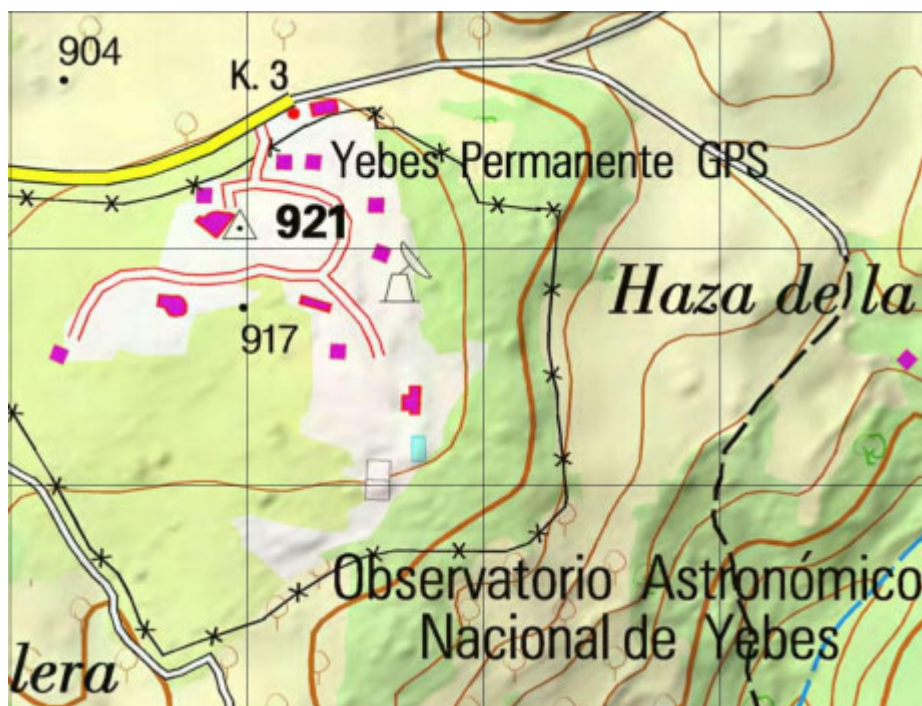 904
K. 3
Yebes Permanente GPS
921
Haza de la
917
Observatorio Astronómico
Nacional de Yebes
lera